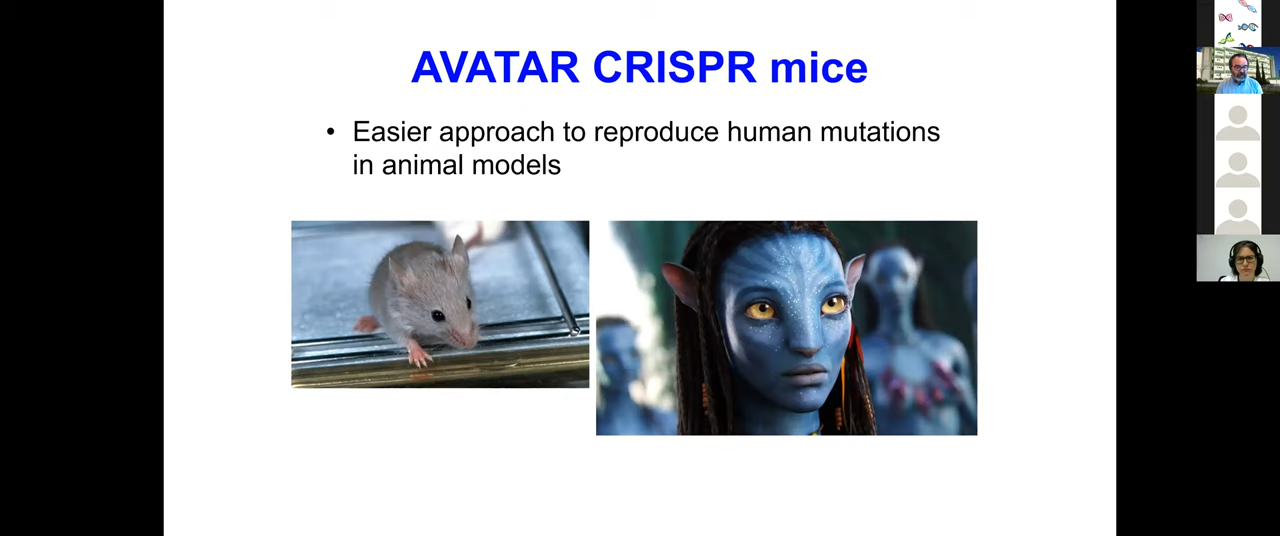 AVATAR CRISPR mice
• Easier approach to reproduce human mutations
in animal models